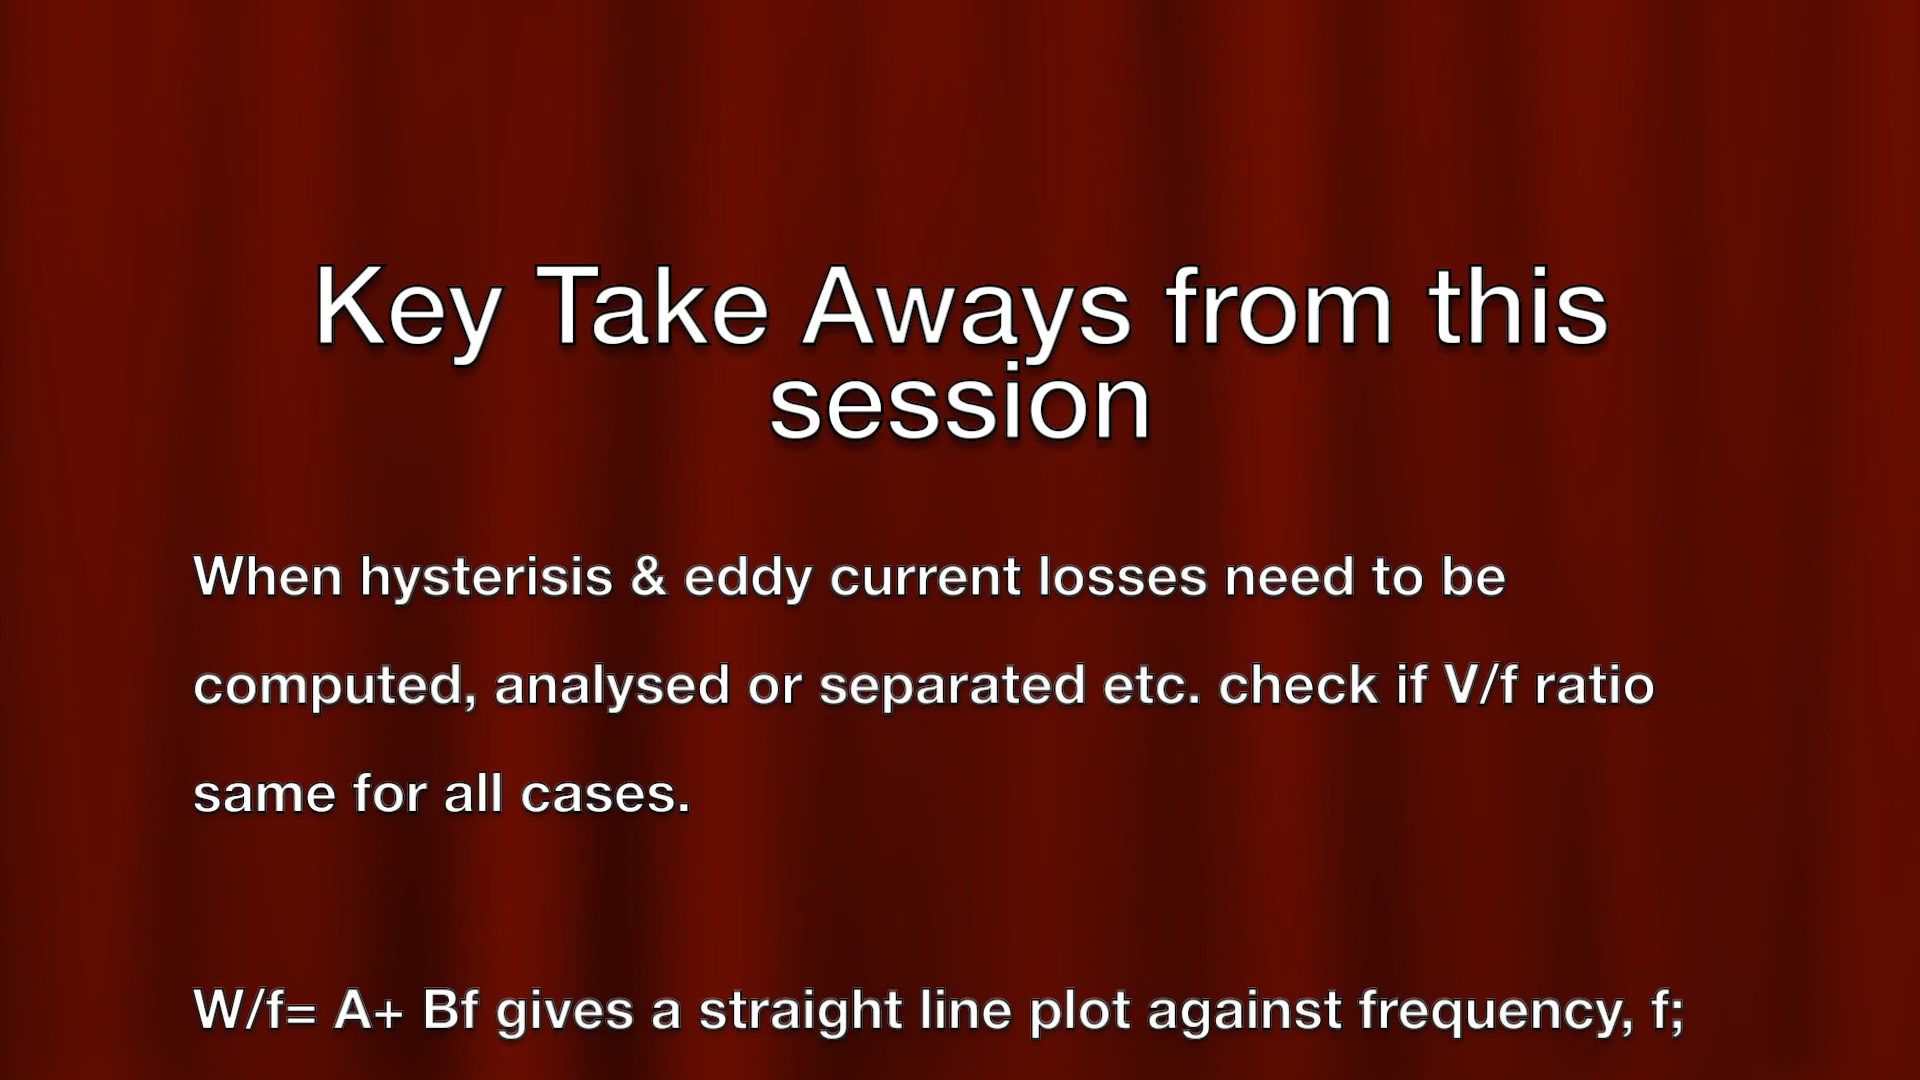 Key Take Aways from this
session
When hysterisis & eddy current losses need to be
computed, analysed or separated etc. check if V/f ratio
same for all cases.
W/f= A+ Bf gives a straight line plot against frequency, f;